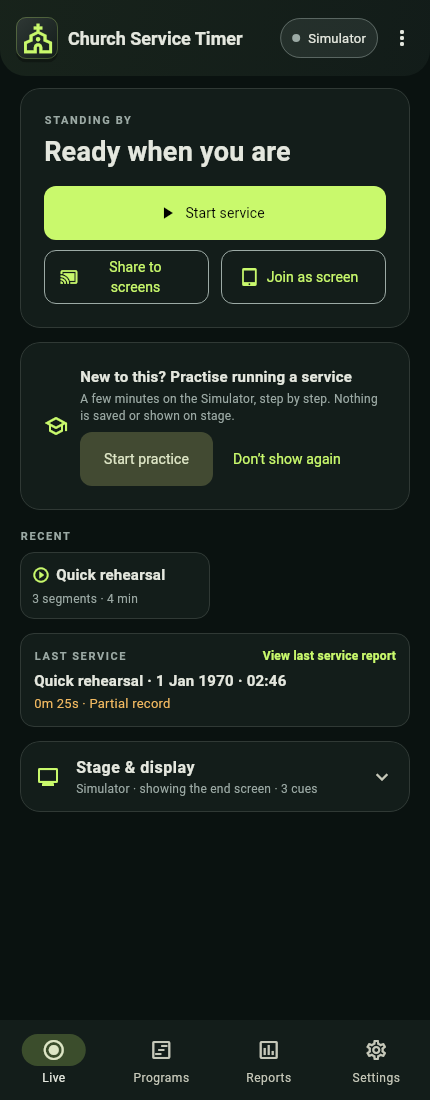 Church Service Timer
Simulator
STANDING BY
Ready when you are
Start service
Share to
screens
Join as screen
New to this? Practise running a service
A few minutes on the Simulator, step by step. Nothing
is saved or shown on stage.
Start practice
Don't show again
RECENT
Quick rehearsal
3 segments · 4 min
LAST SERVICE
View last service report
Quick rehearsal · 1 Jan 1970 · 02:46
0m 25s · Partial record
Stage & display
Simulator · showing the end screen · 3 cues
Live
Programs
Reports
Settings